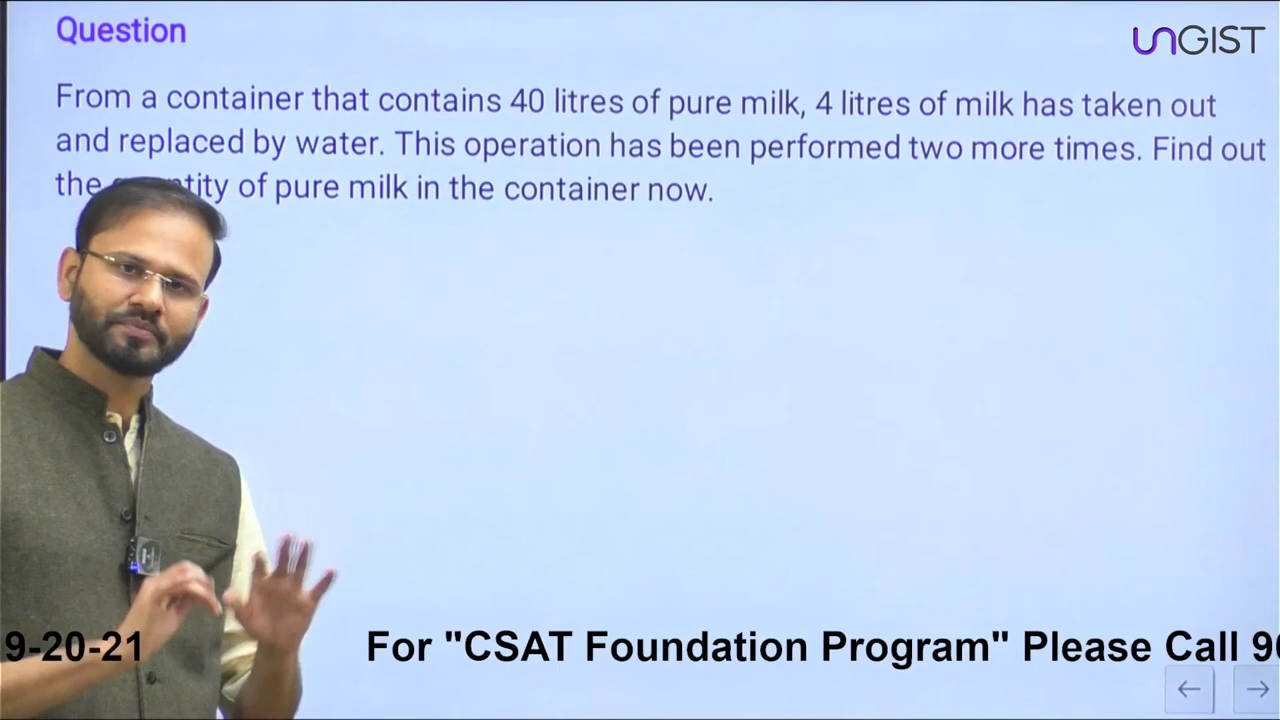 Question
UNGIST
From a container that contains 40 litres of pure milk, 4 litres of milk has taken out
and replaced by water. This operation has been performed two more times. Find out
the tity of pure milk in the container now.
9-20-21 For "CSAT Foundation Program" Please Call 90